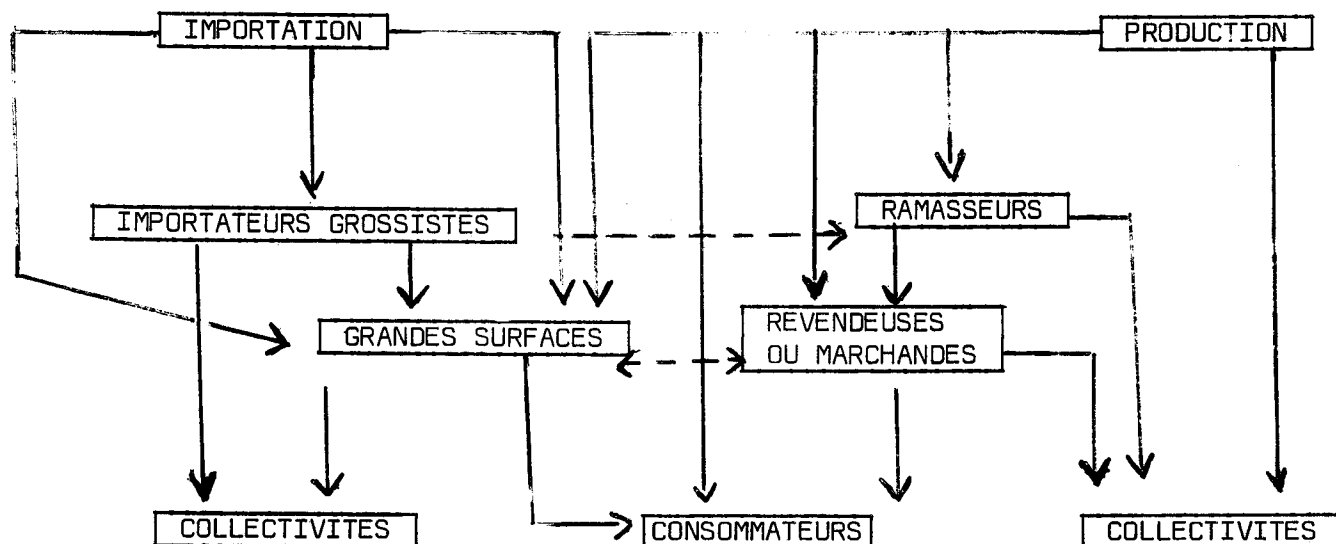 IMPORTATION
PRODUCTION
IMPORTATEURS GROSSISTES
RAMASSEURS
GRANDES SURFACES
REVENDEUSES
OU MARCHANDES
COLLECTIVITES
CONSOMMATEURS
COLLECTIVITES